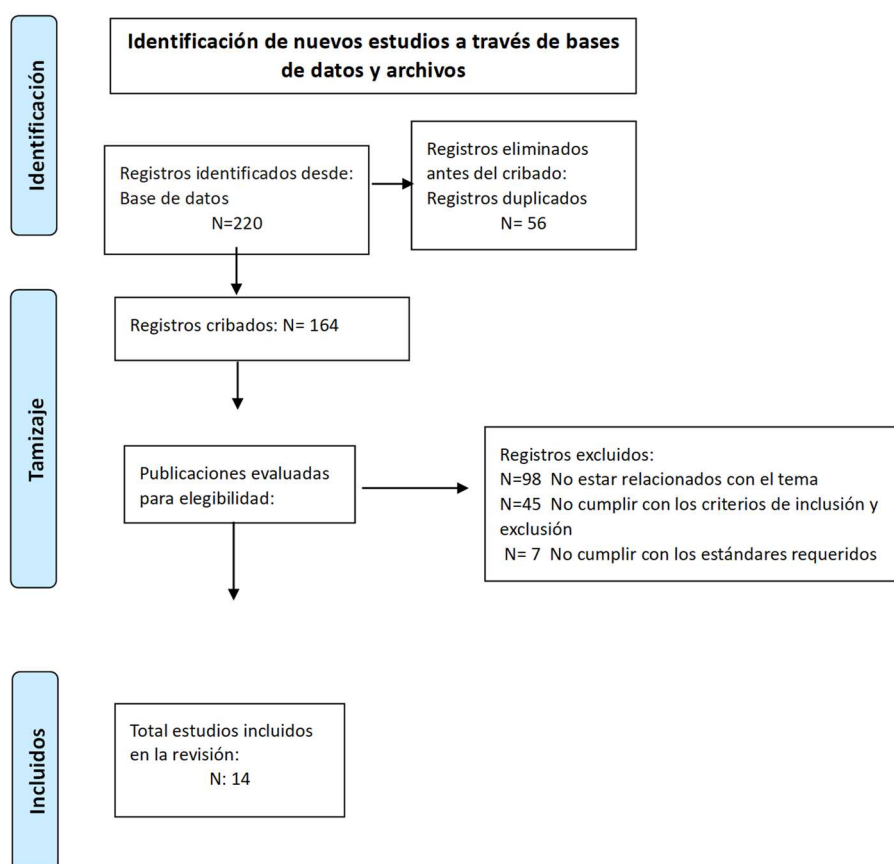 Identificación
Identificación de nuevos estudios a través de bases
de datos y archivos
Registros identificados desde:
Base de datos
N=220
Registros eliminados
antes del cribado:
Registros duplicados
N= 56
Tamizaje
Registros cribados: N= 164
Publicaciones evaluadas
para elegibilidad:
Registros excluidos:
N=98 No estar relacionados con el tema
N=45 No cumplir con los criterios de inclusión y
exclusión
N= 7 No cumplir con los estándares requeridos
Incluidos
Total estudios incluidos
en la revisión:
N: 14